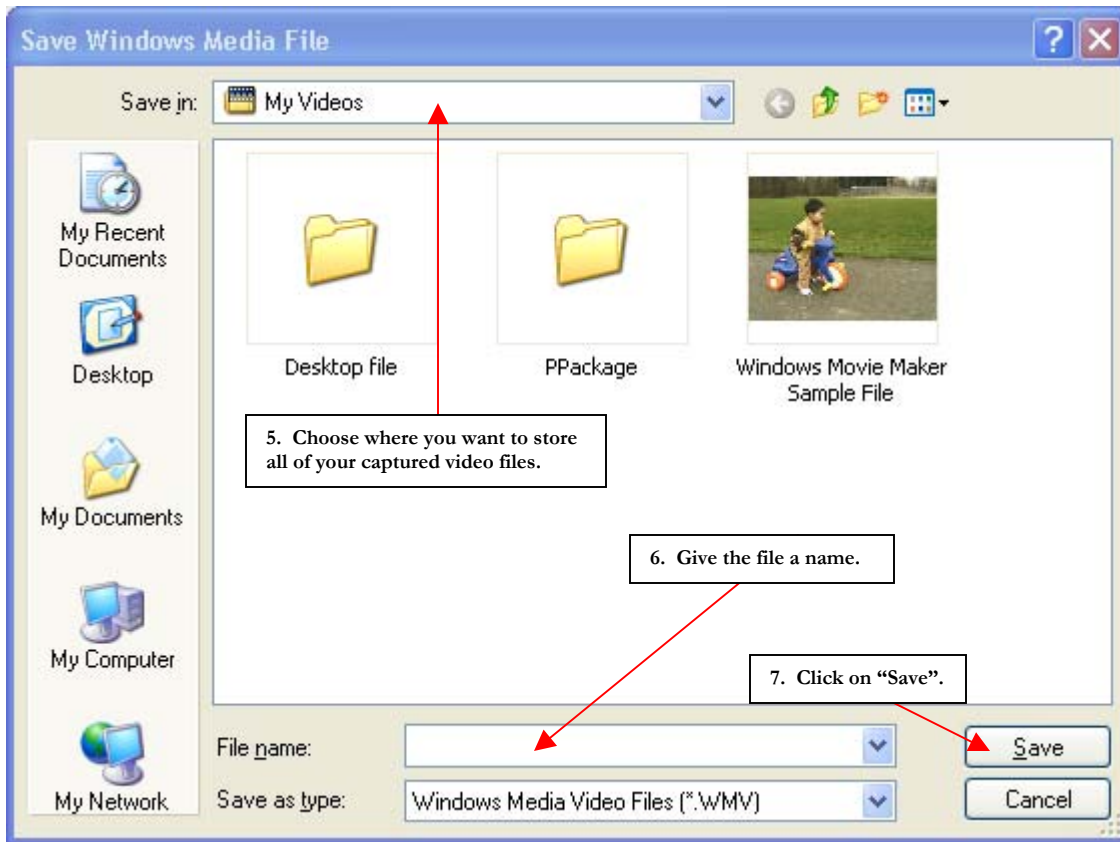 Save Windows Media File
Save in:
My Videos
My Recent
Documents
Desktop
My Documents
My Computer
My Network
Desktop file
PPackage
Windows Movie Maker
Sample File
5. Choose where you want to store
all of your captured video files.
6. Give the file a name.
7. Click on “Save”.
File name:
Save
Save as type:
Windows Media Video Files (*.WMV)
Cancel